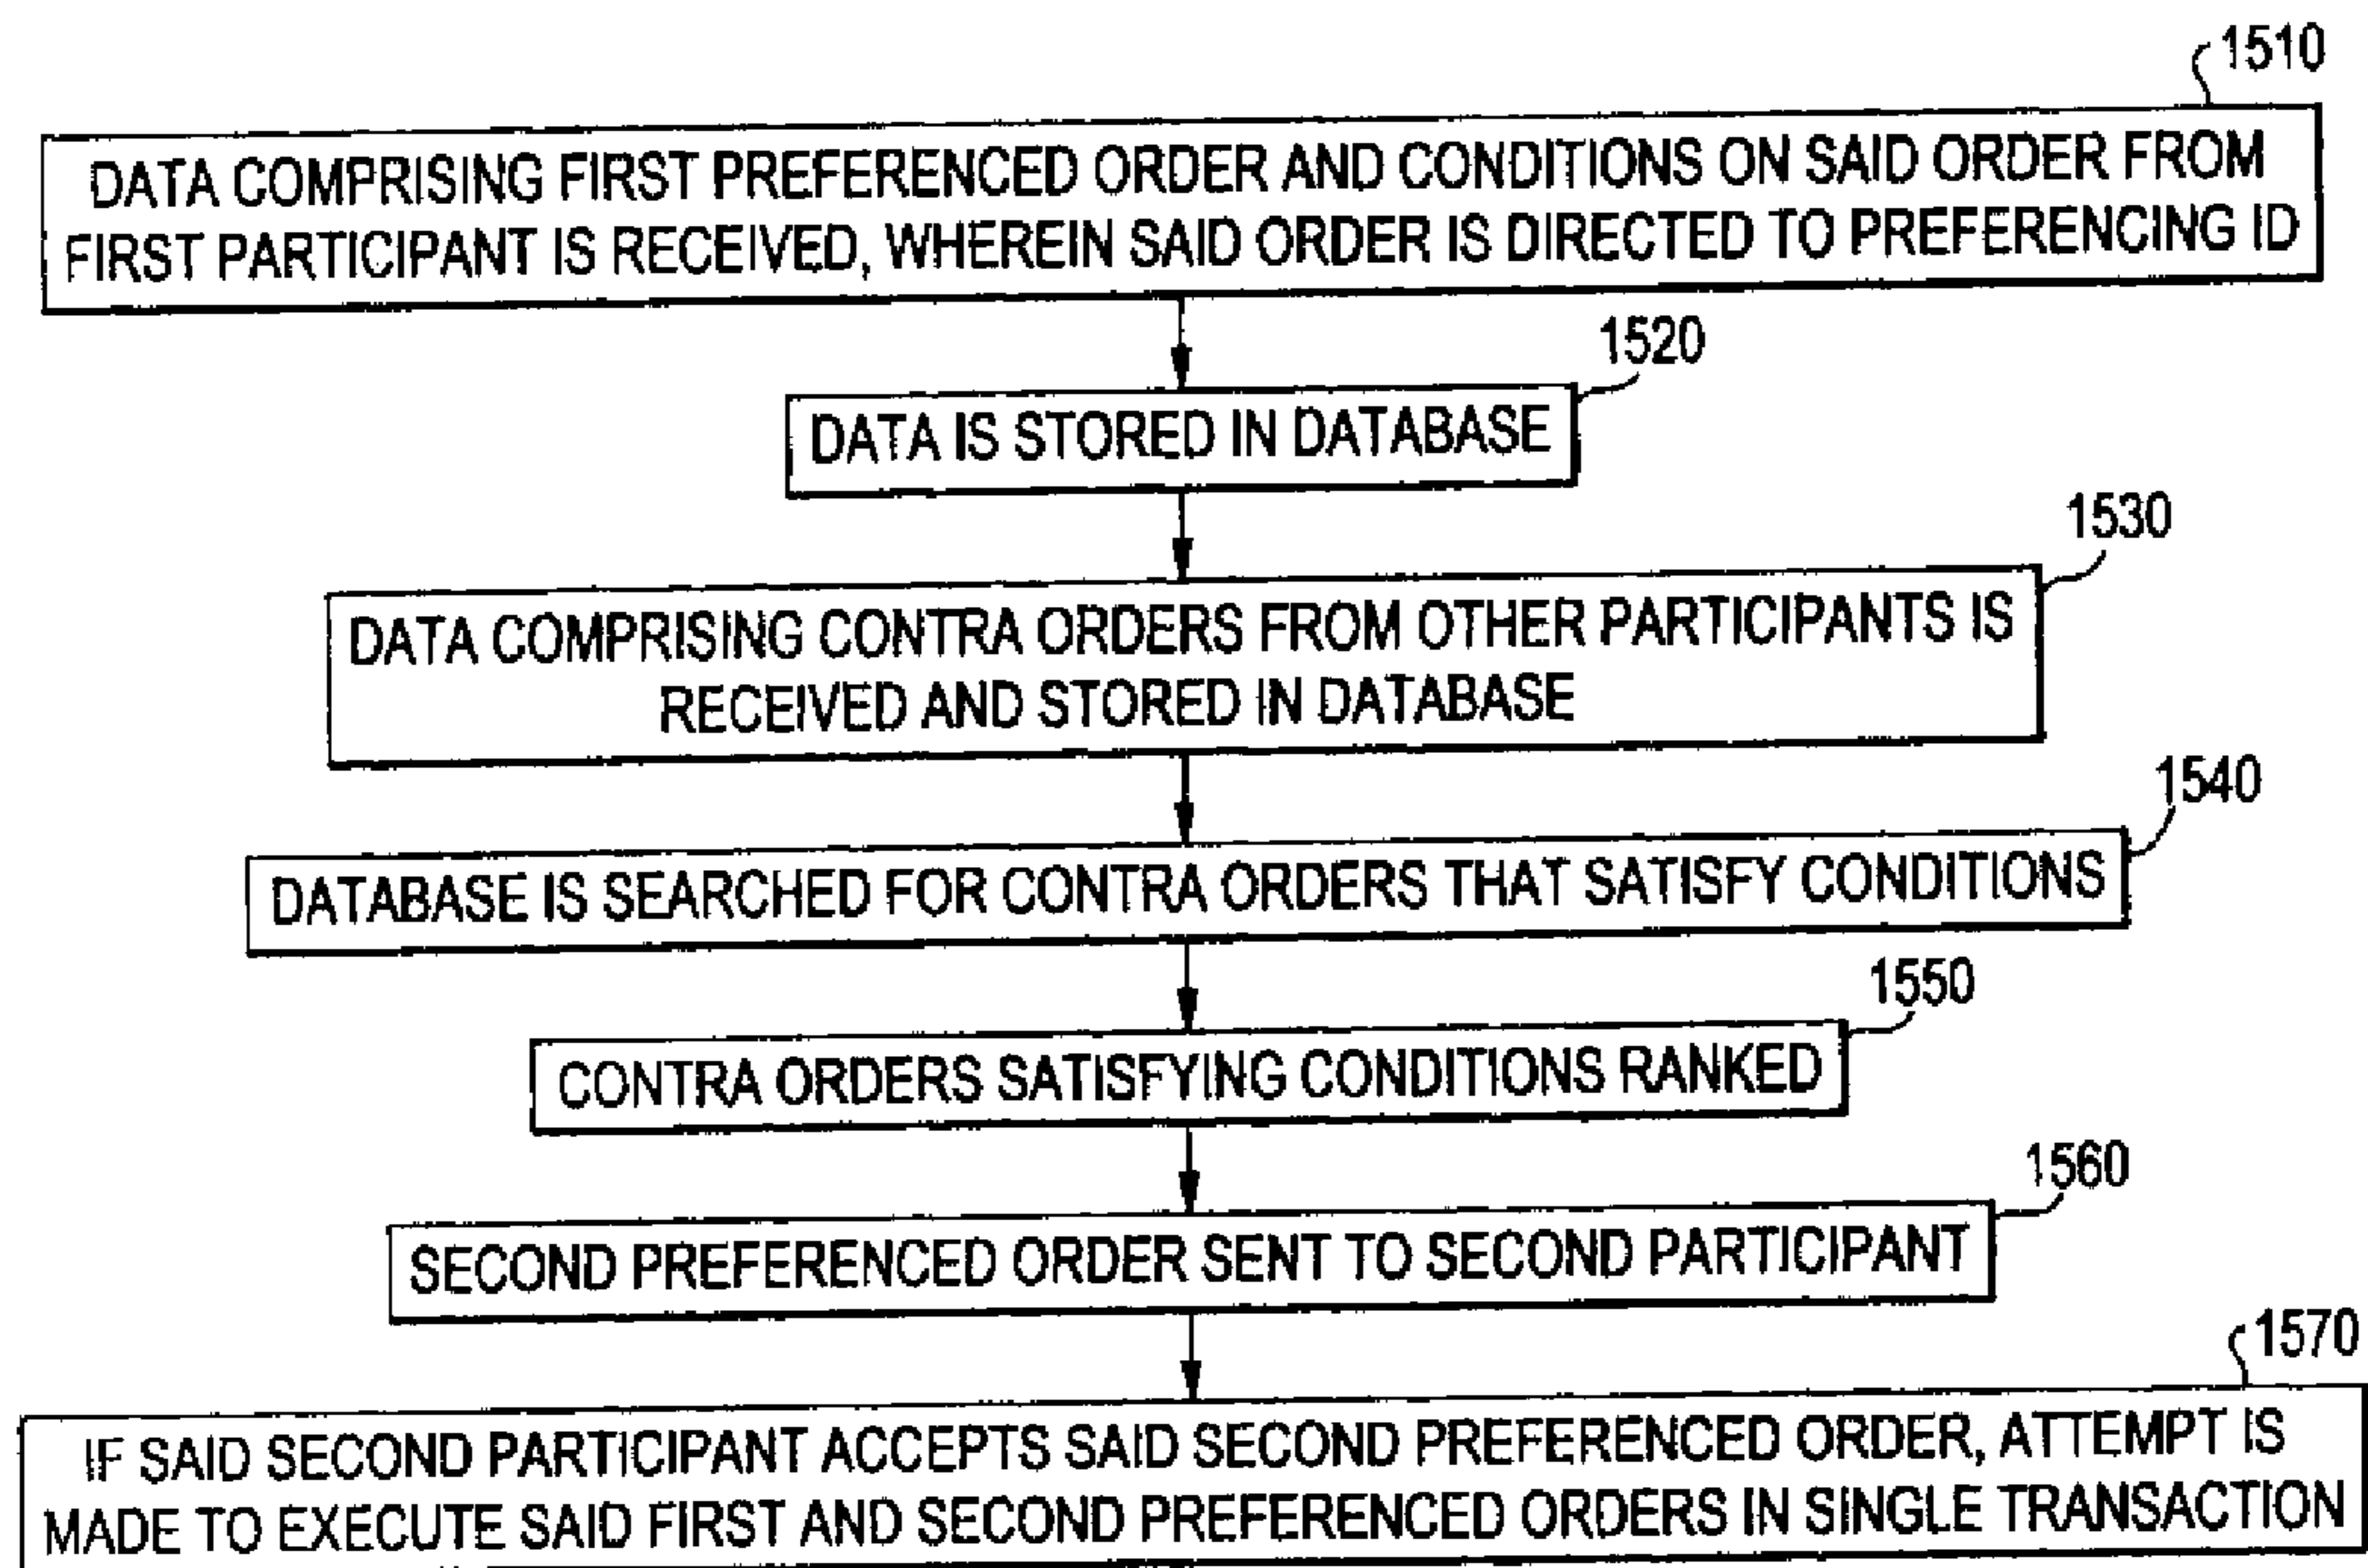 1510
DATA COMPRISING FIRST PREFERENCED ORDER AND CONDITIONS ON SAID ORDER FROM
FIRST PARTICIPANT IS RECEIVED, WHEREIN SAID ORDER IS DIRECTED TO PREFERENCING ID
1520
DATA IS STORED IN DATABASE
1530
DATA COMPRISING CONTRA ORDERS FROM OTHER PARTICIPANTS IS
RECEIVED AND STORED IN DATABASE
1540
DATABASE IS SEARCHED FOR CONTRA ORDERS THAT SATISFY CONDITIONS
1550
CONTRA ORDERS SATISFYING CONDITIONS RANKED
1560
SECOND PREFERENCED ORDER SENT TO SECOND PARTICIPANT
1570
IF SAID SECOND PARTICIPANT ACCEPTS SAID SECOND PREFERENCED ORDER, ATTEMPT IS
MADE TO EXECUTE SAID FIRST AND SECOND PREFERENCED ORDERS IN SINGLE TRANSACTION